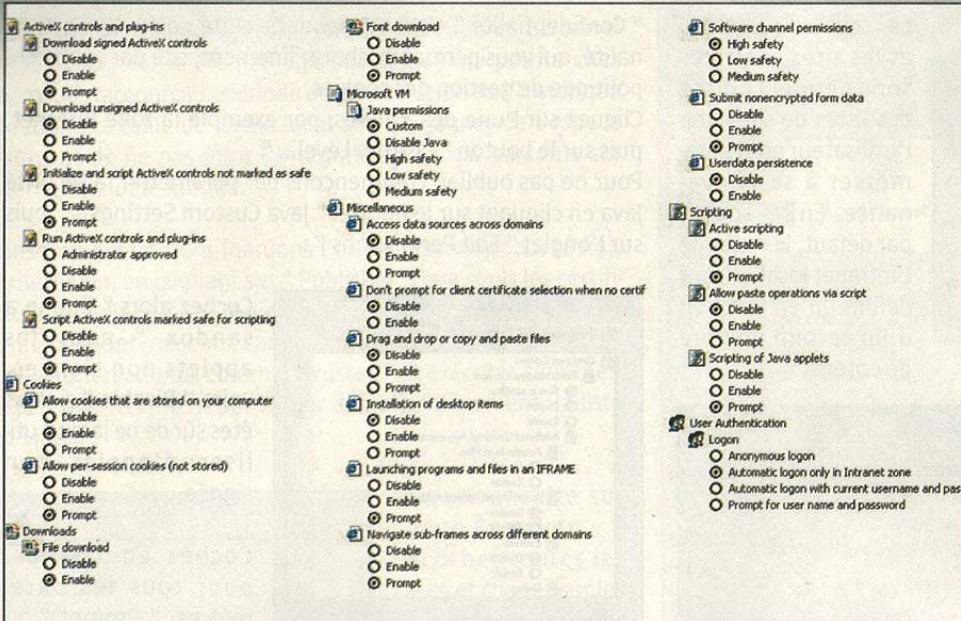 ActiveX controls and plug-ins
Download signed ActiveX controls
Disable
Enable
Prompt
Download unsigned ActiveX controls
Disable
Enable
Prompt
Initialize and script ActiveX controls not marked as safe
Disable
Enable
Prompt
Run ActiveX controls and plug-ins
Administrator approved
Disable
Enable
Prompt
Script ActiveX controls marked safe for scripting
Disable
Enable
Prompt
Cookies
Allow cookies that are stored on your computer
Disable
Enable
Prompt
Allow per-session cookies (not stored)
Disable
Enable
Prompt
Downloads
File download
Disable
Enable
Font download
Disable
Enable
Prompt
Microsoft VM
Java permissions
Custom
Disable Java
High safety
Low safety
Medium safety
Miscellaneous
Access data sources across domains
Disable
Enable
Prompt
Don't prompt for client certificate selection when no certif
Disable
Enable
Drag and drop or copy and paste files
Disable
Enable
Prompt
Installation of desktop items
Disable
Enable
Prompt
Launching programs and files in an IFRAME
Disable
Enable
Prompt
Navigate sub-frames across different domains
Disable
Enable
Prompt
Software channel permissions
High safety
Low safety
Medium safety
Submit nonencrypted form data
Disable
Enable
Prompt
Userdata persistence
Disable
Enable
Scripting
Active scripting
Disable
Enable
Prompt
Allow paste operations via script
Disable
Enable
Prompt
Scripting of Java applets
Disable
Enable
Prompt
User Authentication
Logon
Anonymous logon
Automatic logon only in Intranet zone
Automatic logon with current username and pas
Prompt for user name and password